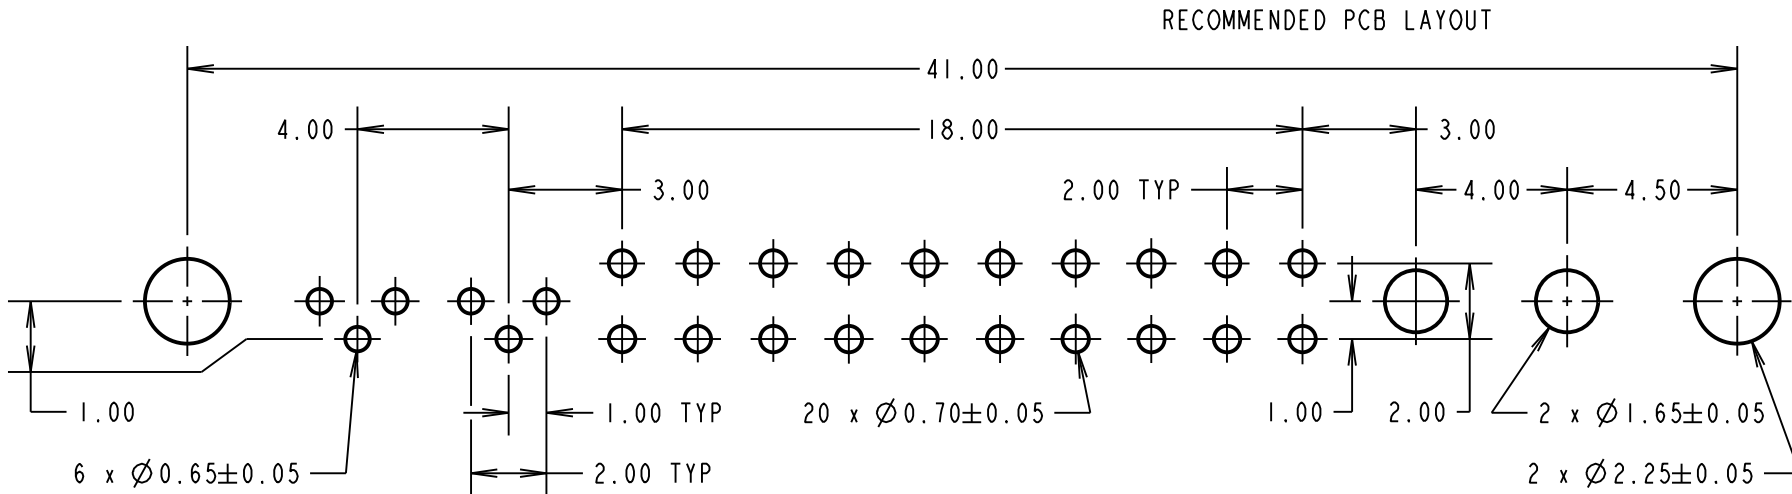 RECOMMENDED PCB LAYOUT
41.00
4.00
18.00
3.00
3.00
2.00 TYP
4.00
4.50
1.00
1.00 TYP
20 x Ø0.70±0.05
1.00
2.00
2 x Ø1.65±0.05
6 x Ø0.65±0.05
2.00 TYP
2 x Ø2.25±0.05